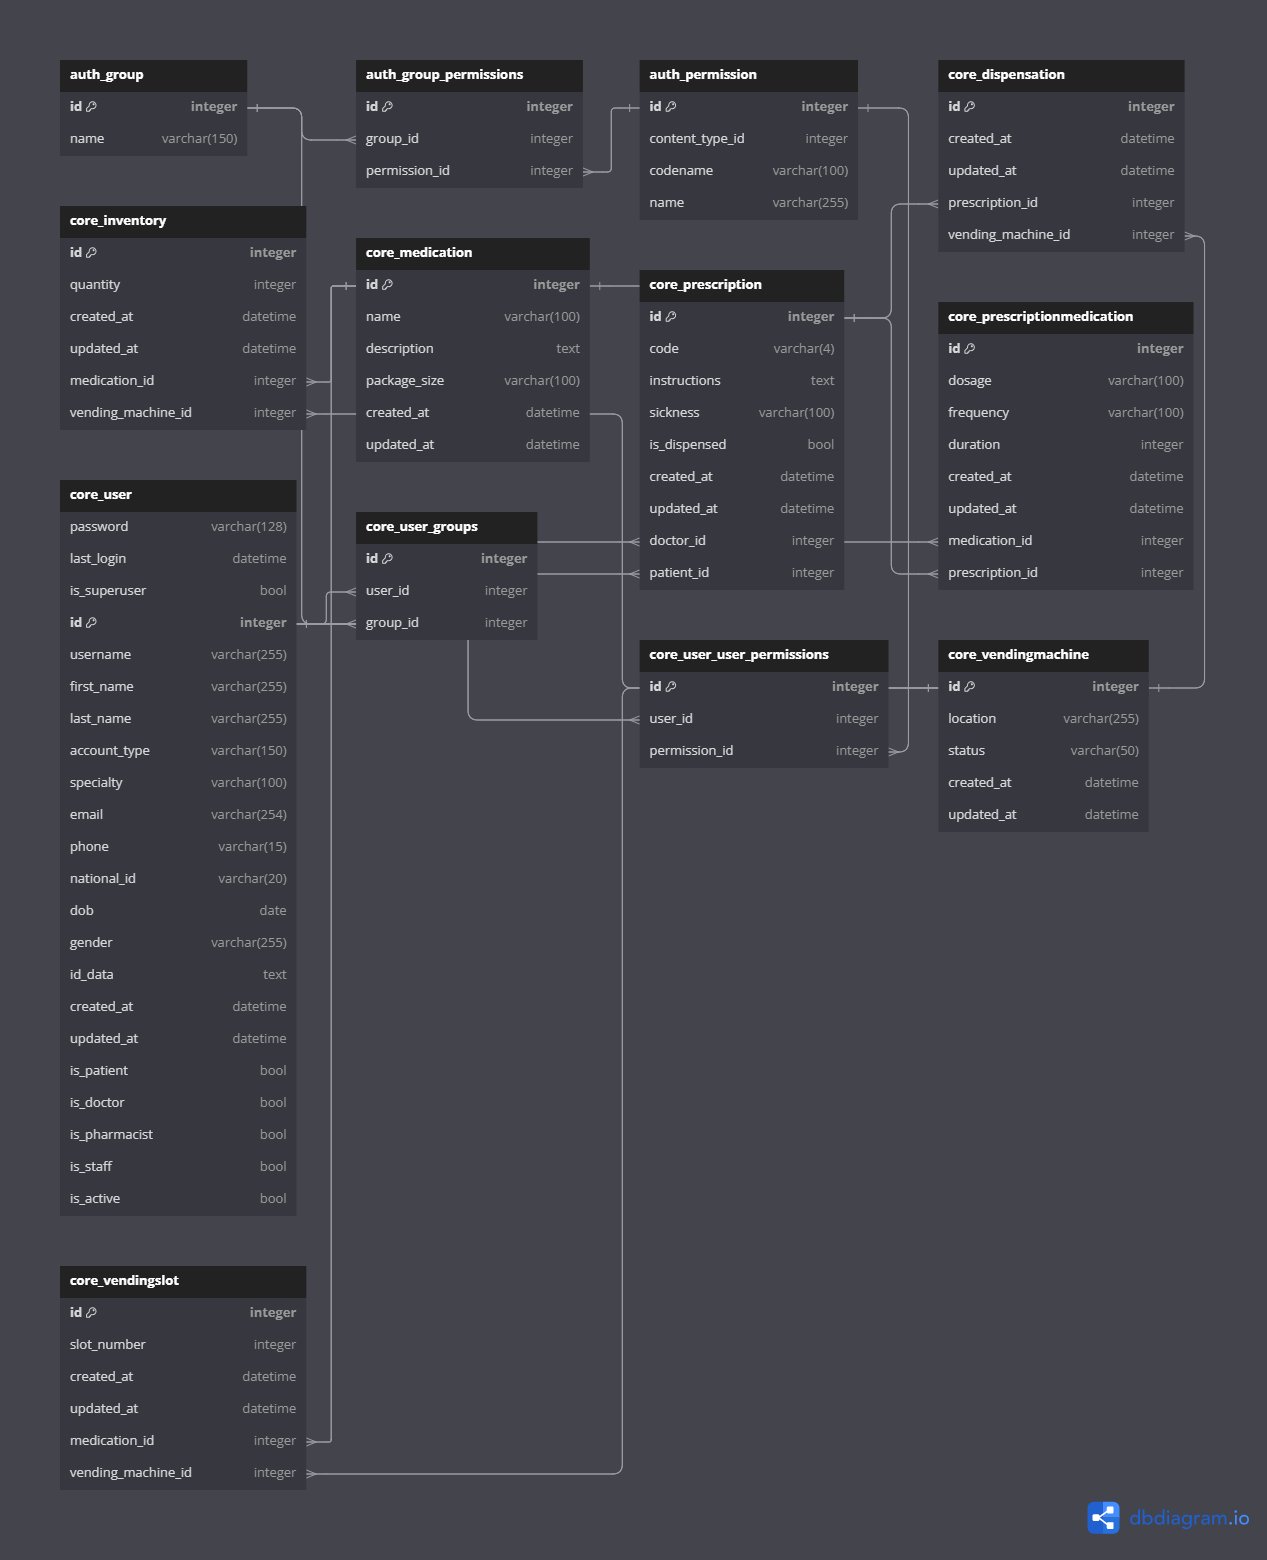 auth_group
id integer
name varchar(150)
auth_group_permissions
id integer
group_id integer
permission_id integer
auth_permission
id integer
content_type_id integer
codename varchar(100)
name varchar(255)
core_dispensation
id integer
created_at datetime
updated_at datetime
prescription_id integer
vending_machine_id integer
core_inventory
id integer
quantity integer
created_at datetime
updated_at datetime
medication_id integer
vending_machine_id integer
core_medication
id integer
name varchar(100)
description text
package_size varchar(100)
created_at datetime
updated_at datetime
core_prescription
id integer
code varchar(4)
instructions text
sickness varchar(100)
is_dispensed bool
created_at datetime
updated_at datetime
doctor_id integer
patient_id integer
core_prescriptionmedication
id integer
dosage varchar(100)
frequency varchar(100)
duration integer
created_at datetime
updated_at datetime
medication_id integer
prescription_id integer
core_user
password varchar(128)
last_login datetime
is_superuser bool
id integer
username varchar(255)
first_name varchar(255)
last_name varchar(255)
account_type varchar(150)
specialty varchar(100)
email varchar(254)
phone varchar(15)
national_id varchar(20)
dob date
gender varchar(255)
id_data text
created_at datetime
updated_at datetime
is_patient bool
is_doctor bool
is_pharmacist bool
is_staff bool
is_active bool
core_user_groups
id integer
user_id integer
group_id integer
core_user_user_permissions
id integer
user_id integer
permission_id integer
core_vendingmachine
id integer
location varchar(255)
status varchar(50)
created_at datetime
updated_at datetime
core_vendingslot
id integer
slot_number integer
created_at datetime
updated_at datetime
medication_id integer
vending_machine_id integer
dbdiagram.io